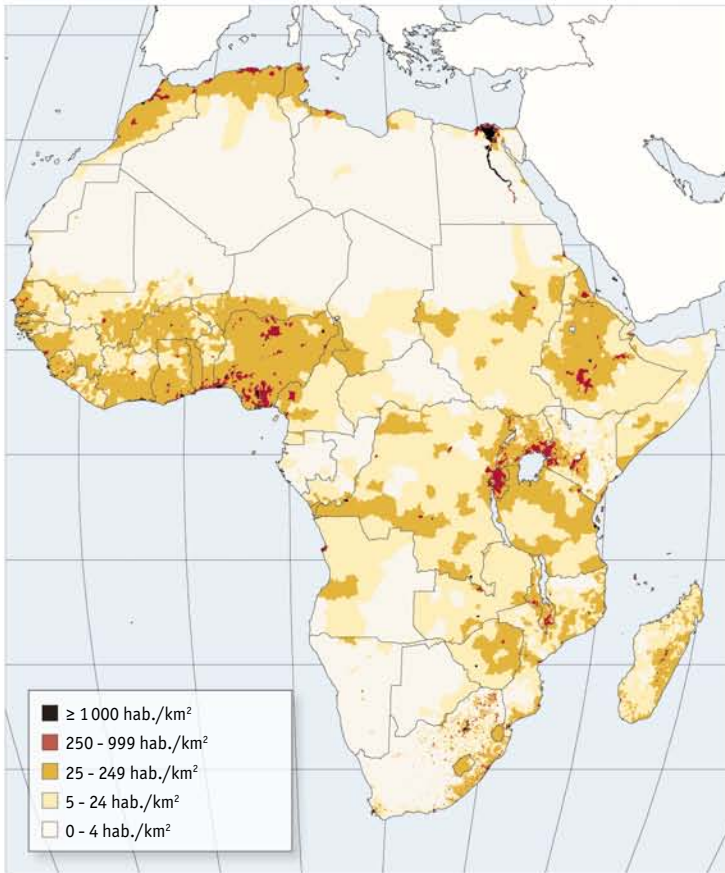 ≥ 1 000 hab./km²
250 - 999 hab./km²
25 - 249 hab./km²
5 - 24 hab./km²
0 - 4 hab./km²